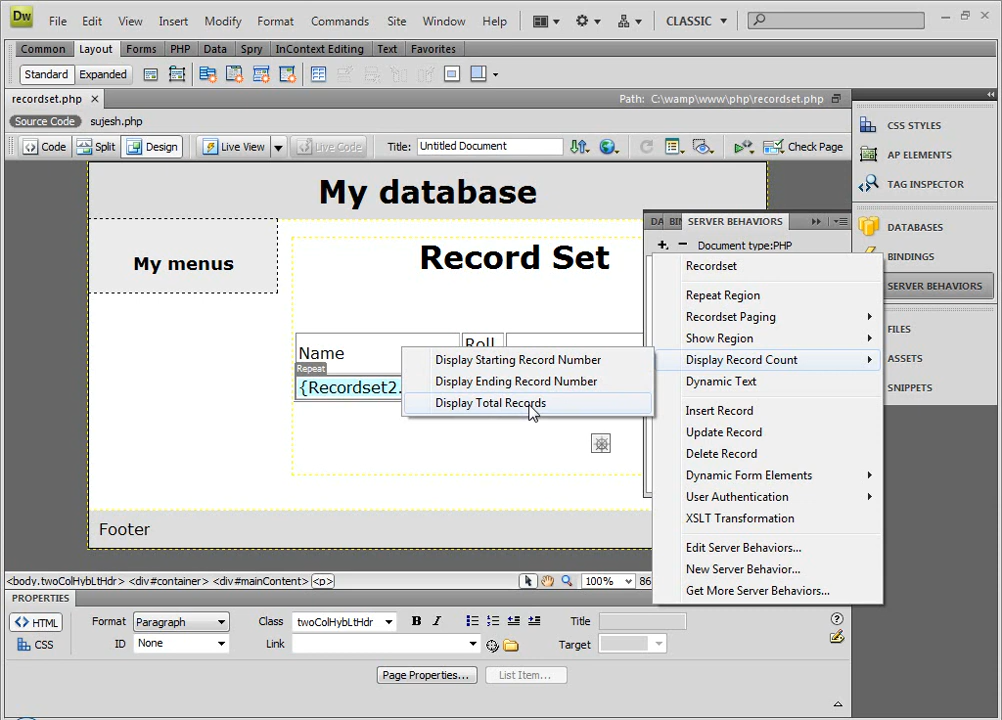 Dw File Edit View Insert Modify Format Commands Site Window Help CLASSIC
Common Layout Forms PHP Data Spry InContext Editing Text Favorites
Standard Expanded
recordset.php Path: C:\wamp\www\php\recordset.php
Source Code sujesh.php
Code Split Design Live View Live Code Title: Untitled Document Check Page
My database
My menus
Record Set
Name
Roll
Repeat
{Recordset2.
Footer
DA BIN SERVER BEHAVIORS
Document type:PHP
Recordset
Repeat Region
Recordset Paging
Show Region
Display Record Count
Dynamic Text
Insert Record
Update Record
Delete Record
Dynamic Form Elements
User Authentication
XSLT Transformation
Edit Server Behaviors...
New Server Behavior...
Get More Server Behaviors...
Display Starting Record Number
Display Ending Record Number
Display Total Records
CSS STYLES
AP ELEMENTS
TAG INSPECTOR
DATABASES
BINDINGS
SERVER BEHAVIORS
FILES
ASSETS
SNIPPETS
<body.twoColHybLtHdr> <div#container> <div#mainContent> <p> 100% 86
PROPERTIES
HTML Format Paragraph Class twoColHybLtHdr B I Title
CSS ID None Link Target
Page Properties... List Item...